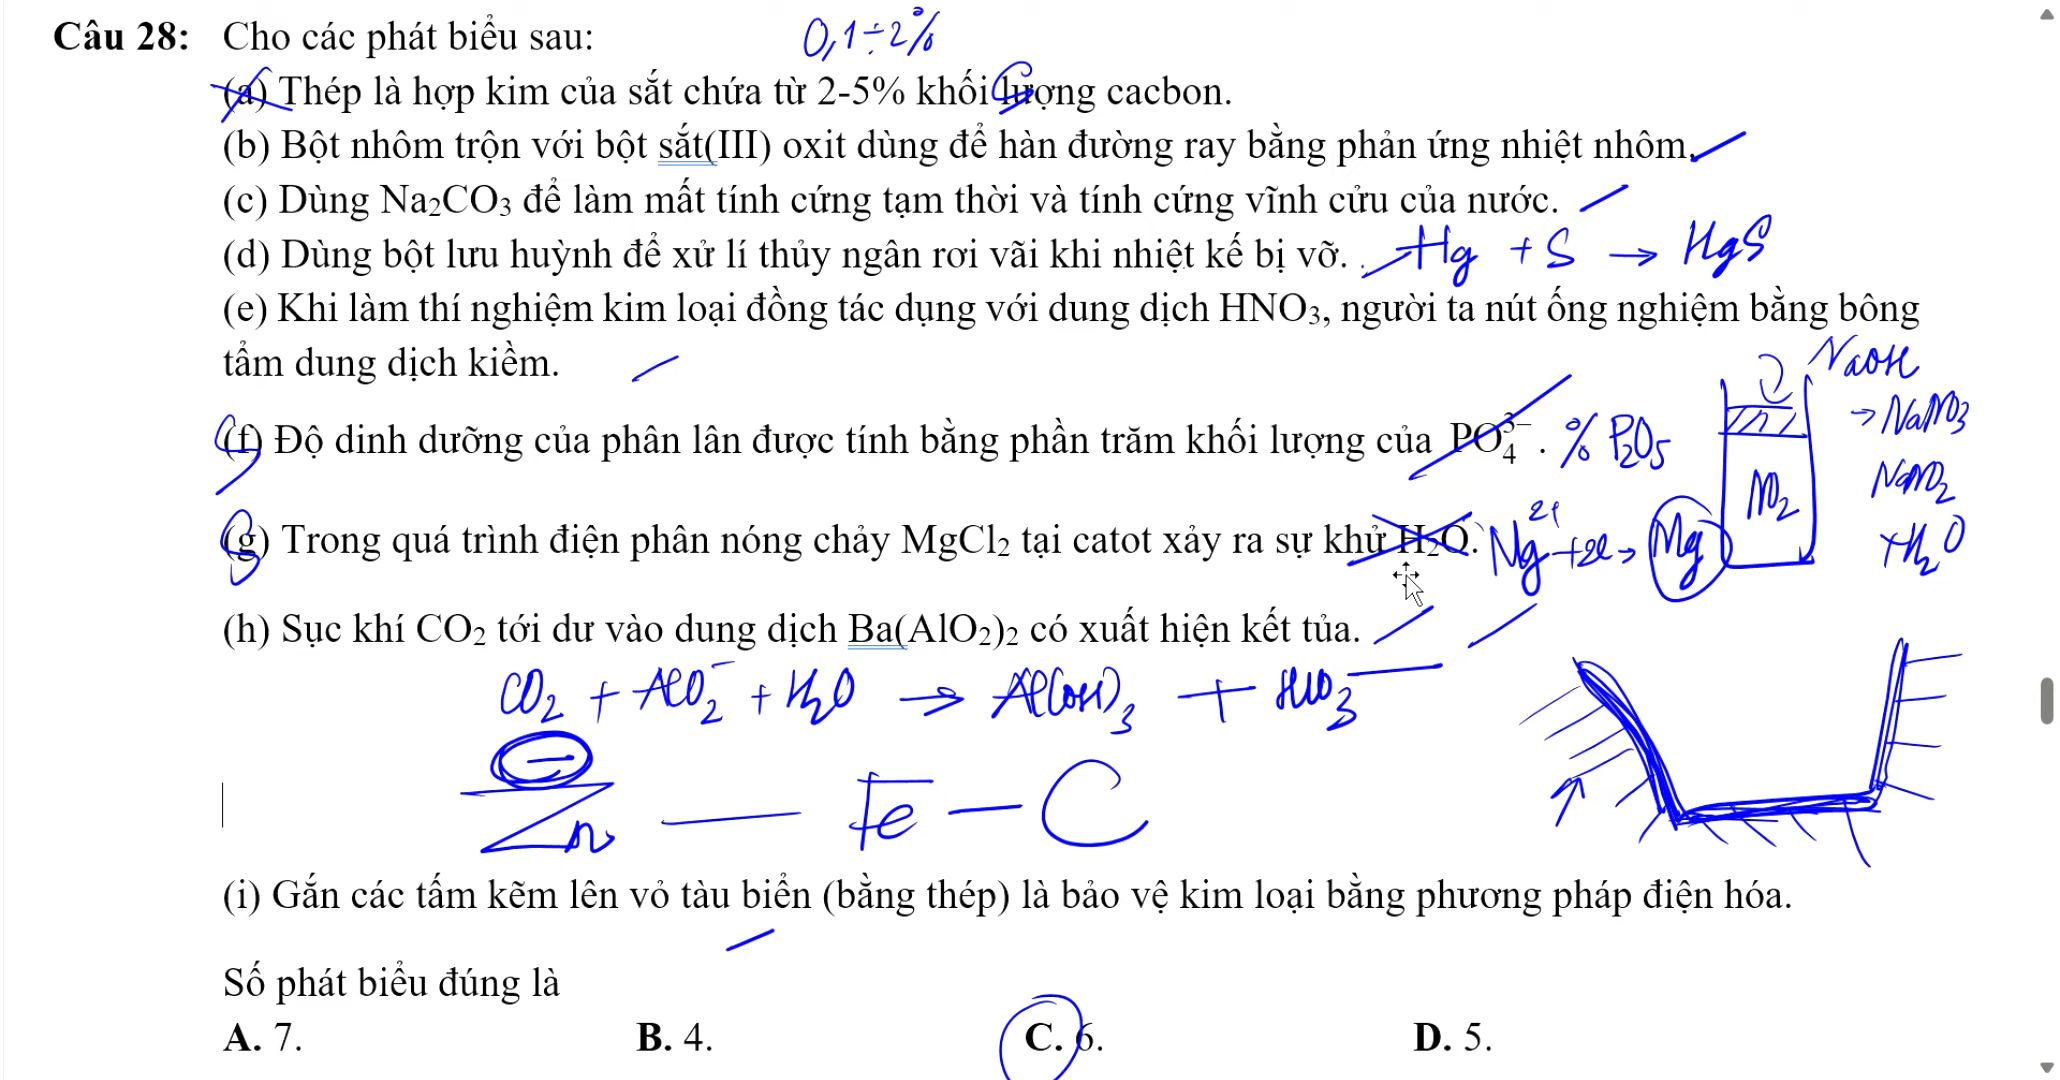 Câu 28: Cho các phát biểu sau: 0,1÷2%
(a) Thép là hợp kim của sắt chứa từ 2-5% khối lượng cacbon.
(b) Bột nhôm trộn với bột sắt(III) oxit dùng để hàn đường ray bằng phản ứng nhiệt nhôm.
(c) Dùng Na₂CO₃ để làm mất tính cứng tạm thời và tính cứng vĩnh cửu của nước.
(d) Dùng bột lưu huỳnh để xử lí thủy ngân rơi vãi khi nhiệt kế bị vỡ. Hg + S → HgS
(e) Khi làm thí nghiệm kim loại đồng tác dụng với dung dịch HNO₃, người ta nút ống nghiệm bằng bông
tẩm dung dịch kiềm.
NaOH
→ NaNO₃
(f) Độ dinh dưỡng của phân lân được tính bằng phần trăm khối lượng của PO₄³⁻. % P₂O₅
NaNO₂
NO₂
(g) Trong quá trình điện phân nóng chảy MgCl₂ tại catot xảy ra sự khử H₂O. Mg²⁺ +2e → Mg
+H₂O
(h) Sục khí CO₂ tới dư vào dung dịch Ba(AlO₂)₂ có xuất hiện kết tủa.
CO₂ + AlO₂⁻ + H₂O → Al(OH)₃ + HCO₃⁻
Zn — Fe — C
(i) Gắn các tấm kẽm lên vỏ tàu biển (bằng thép) là bảo vệ kim loại bằng phương pháp điện hóa.
Số phát biểu đúng là
A. 7. B. 4. C. 6. D. 5.